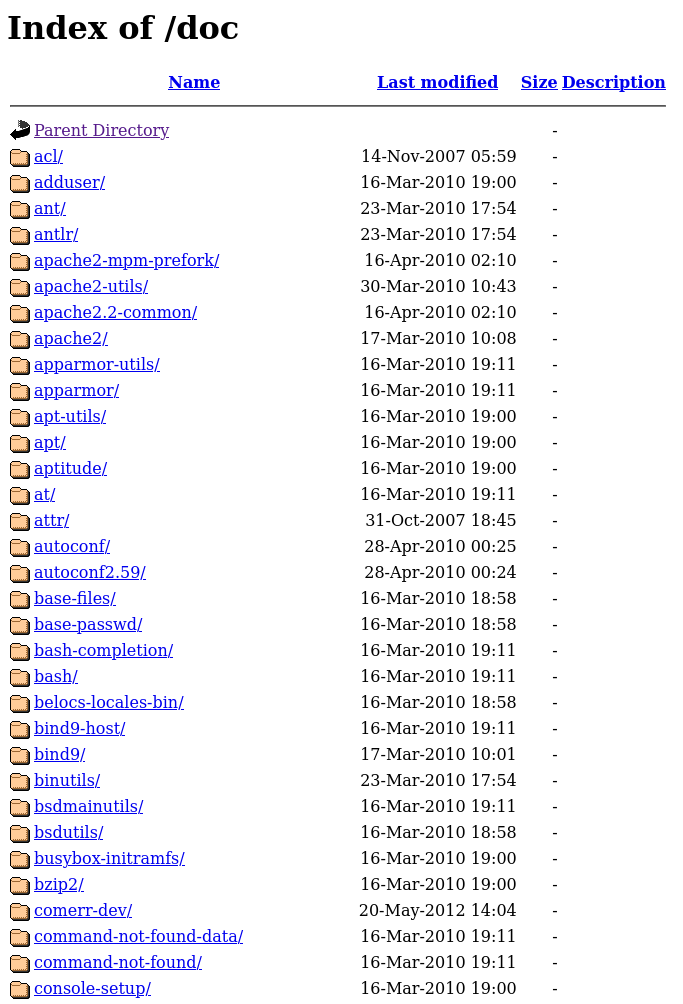 Index of /doc
Name Last modified Size Description
Parent Directory -
acl/ 14-Nov-2007 05:59 -
adduser/ 16-Mar-2010 19:00 -
ant/ 23-Mar-2010 17:54 -
antlr/ 23-Mar-2010 17:54 -
apache2-mpm-prefork/ 16-Apr-2010 02:10 -
apache2-utils/ 30-Mar-2010 10:43 -
apache2.2-common/ 16-Apr-2010 02:10 -
apache2/ 17-Mar-2010 10:08 -
apparmor-utils/ 16-Mar-2010 19:11 -
apparmor/ 16-Mar-2010 19:11 -
apt-utils/ 16-Mar-2010 19:00 -
apt/ 16-Mar-2010 19:00 -
aptitude/ 16-Mar-2010 19:00 -
at/ 16-Mar-2010 19:11 -
attr/ 31-Oct-2007 18:45 -
autoconf/ 28-Apr-2010 00:25 -
autoconf2.59/ 28-Apr-2010 00:24 -
base-files/ 16-Mar-2010 18:58 -
base-passwd/ 16-Mar-2010 18:58 -
bash-completion/ 16-Mar-2010 19:11 -
bash/ 16-Mar-2010 19:11 -
belocs-locales-bin/ 16-Mar-2010 18:58 -
bind9-host/ 16-Mar-2010 19:11 -
bind9/ 17-Mar-2010 10:01 -
binutils/ 23-Mar-2010 17:54 -
bsdmainutils/ 16-Mar-2010 19:11 -
bsdutils/ 16-Mar-2010 18:58 -
busybox-initramfs/ 16-Mar-2010 19:00 -
bzip2/ 16-Mar-2010 19:00 -
comerr-dev/ 20-May-2012 14:04 -
command-not-found-data/ 16-Mar-2010 19:11 -
command-not-found/ 16-Mar-2010 19:11 -
console-setup/ 16-Mar-2010 19:00 -